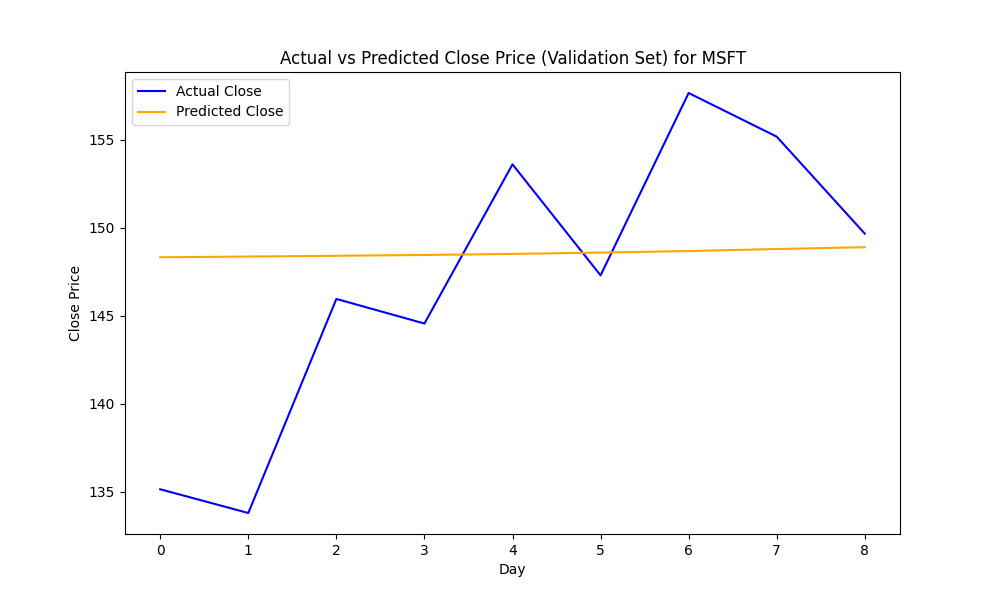 Actual vs Predicted Close Price (Validation Set) for MSFT
Actual Close
Predicted Close
155
150
145
140
135
Close Price
0 1 2 3 4 5 6 7 8
Day